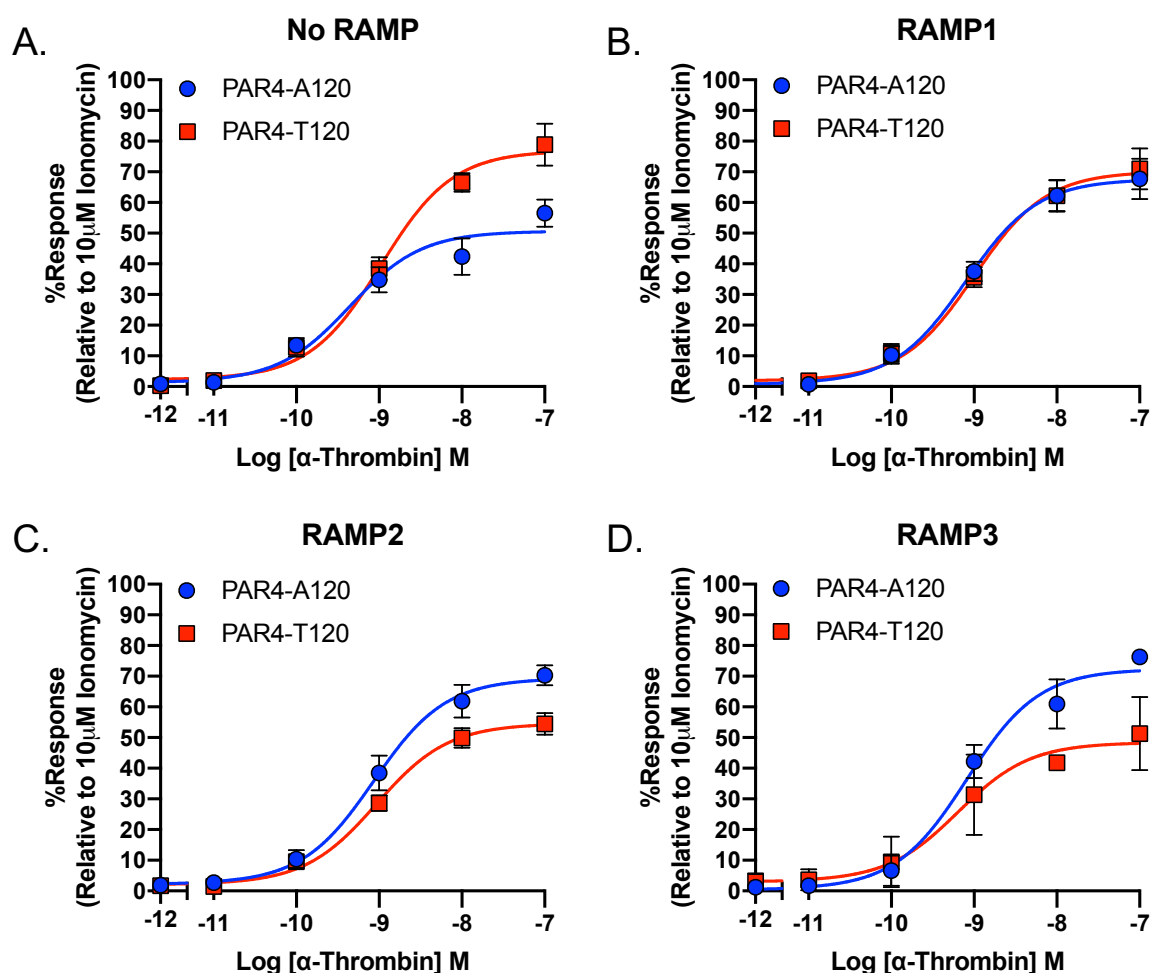 A.
No RAMP
%Response
(Relative to 10μM Ionomycin)
100
90
80
70
60
50
40
30
20
10
0
PAR4-A120
PAR4-T120
-12 -11 -10 -9 -8 -7
Log [α-Thrombin] M
B.
RAMP1
%Response
(Relative to 10μM Ionomycin)
100
90
80
70
60
50
40
30
20
10
0
PAR4-A120
PAR4-T120
-12 -11 -10 -9 -8 -7
Log [α-Thrombin] M
C.
RAMP2
%Response
(Relative to 10μM Ionomycin)
100
90
80
70
60
50
40
30
20
10
0
PAR4-A120
PAR4-T120
-12 -11 -10 -9 -8 -7
Log [α-Thrombin] M
D.
RAMP3
%Response
(Relative to 10μM Ionomycin)
100
90
80
70
60
50
40
30
20
10
0
PAR4-A120
PAR4-T120
-12 -11 -10 -9 -8 -7
Log [α-Thrombin] M